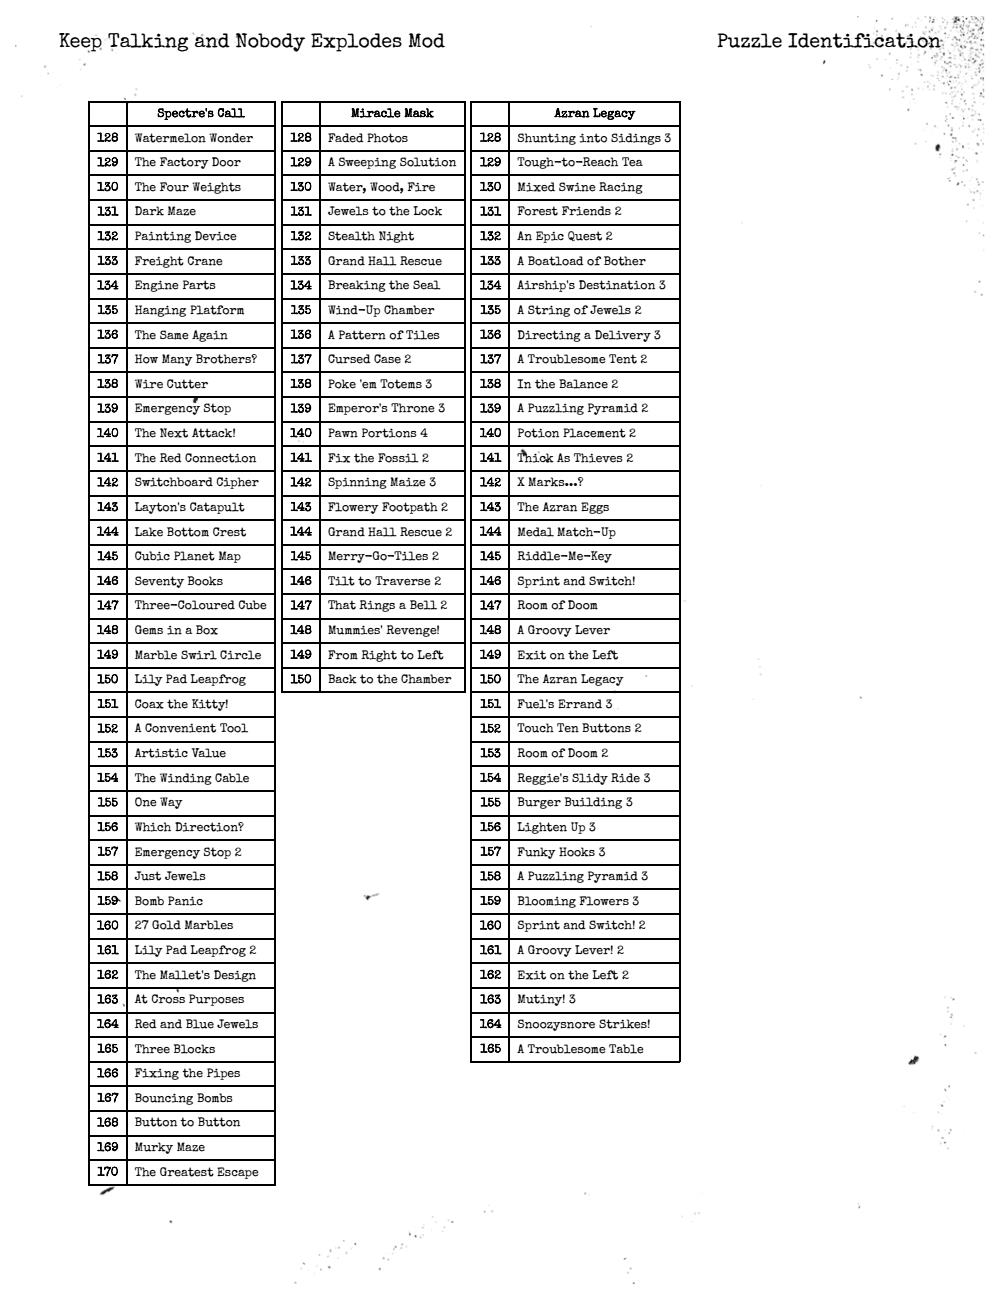 Keep Talking and Nobody Explodes Mod Puzzle Identification
Spectre's Call Miracle Mask Azran Legacy
128 Watermelon Wonder 128 Faded Photos 128 Shunting into Sidings 3
129 The Factory Door 129 A Sweeping Solution 129 Tough-to-Reach Tea
130 The Four Weights 130 Water, Wood, Fire 130 Mixed Swine Racing
131 Dark Maze 131 Jewels to the Lock 131 Forest Friends 2
132 Painting Device 132 Stealth Night 132 An Epic Quest 2
133 Freight Crane 133 Grand Hall Rescue 133 A Boatload of Bother
134 Engine Parts 134 Breaking the Seal 134 Airship's Destination 3
135 Hanging Platform 135 Wind-Up Chamber 135 A String of Jewels 2
136 The Same Again 136 A Pattern of Tiles 136 Directing a Delivery 3
137 How Many Brothers? 137 Cursed Case 2 137 A Troublesome Tent 2
138 Wire Cutter 138 Poke 'em Totems 3 138 In the Balance 2
139 Emergency Stop 139 Emperor's Throne 3 139 A Puzzling Pyramid 2
140 The Next Attack! 140 Pawn Portions 4 140 Potion Placement 2
141 The Red Connection 141 Fix the Fossil 2 141 Thick As Thieves 2
142 Switchboard Cipher 142 Spinning Maize 3 142 X Marks...?
143 Layton's Catapult 143 Flowery Footpath 2 143 The Azran Eggs
144 Lake Bottom Crest 144 Grand Hall Rescue 2 144 Medal Match-Up
145 Cubic Planet Map 145 Merry-Go-Tiles 2 145 Riddle-Me-Key
146 Seventy Books 146 Tilt to Traverse 2 146 Sprint and Switch!
147 Three-Coloured Cube 147 That Rings a Bell 2 147 Room of Doom
148 Gems in a Box 148 Mummies' Revenge! 148 A Groovy Lever
149 Marble Swirl Circle 149 From Right to Left 149 Exit on the Left
150 Lily Pad Leapfrog 150 Back to the Chamber 150 The Azran Legacy
151 Coax the Kitty! 151 Fuel's Errand 3
152 A Convenient Tool 152 Touch Ten Buttons 2
153 Artistic Value 153 Room of Doom 2
154 The Winding Cable 154 Reggie's Slidy Ride 3
155 One Way 155 Burger Building 3
156 Which Direction? 156 Lighten Up 3
157 Emergency Stop 2 157 Funky Hooks 3
158 Just Jewels 158 A Puzzling Pyramid 3
159 Bomb Panic 159 Blooming Flowers 3
160 27 Gold Marbles 160 Sprint and Switch! 2
161 Lily Pad Leapfrog 2 161 A Groovy Lever! 2
162 The Mallet's Design 162 Exit on the Left 2
163 At Cross Purposes 163 Mutiny! 3
164 Red and Blue Jewels 164 Snoozysnore Strikes!
165 Three Blocks 165 A Troublesome Table
166 Fixing the Pipes
167 Bouncing Bombs
168 Button to Button
169 Murky Maze
170 The Greatest Escape